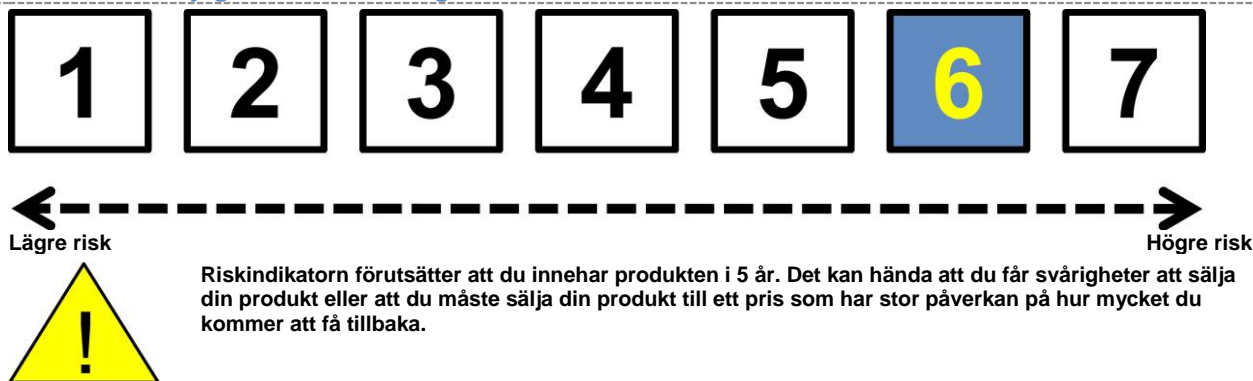 1 2 3 4 5 6 7
Lägre risk Högre risk
Riskindikatorn förutsätter att du innehar produkten i 5 år. Det kan hända att du får svårigheter att sälja
din produkt eller att du måste sälja din produkt till ett pris som har stor påverkan på hur mycket du
kommer att få tillbaka.
!